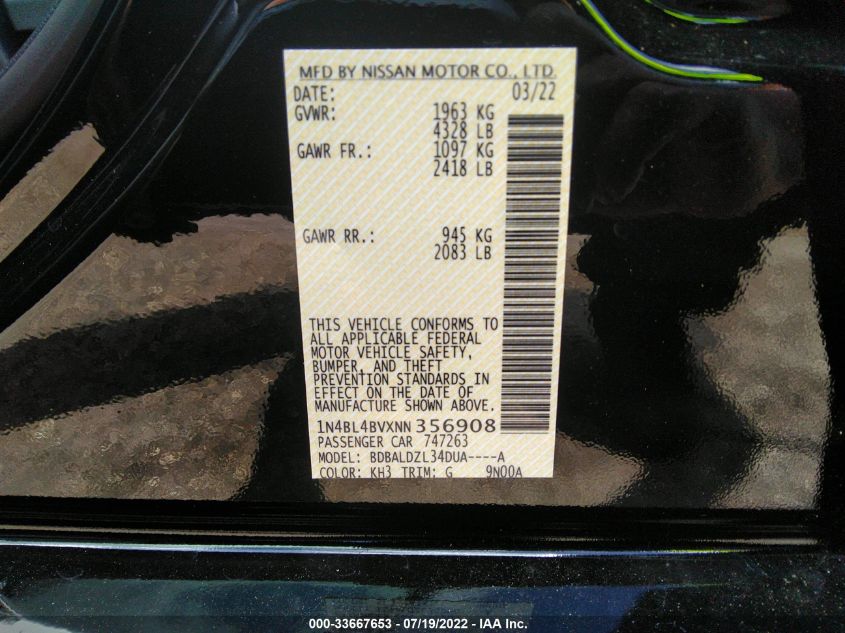 MFD BY NISSAN MOTOR CO., LTD.
DATE: 03/22
GVWR: 1963 KG
4328 LB
GAWR FR.: 1097 KG
2418 LB
GAWR RR.: 945 KG
2083 LB
THIS VEHICLE CONFORMS TO
ALL APPLICABLE FEDERAL
MOTOR VEHICLE SAFETY,
BUMPER, AND THEFT
PREVENTION STANDARDS IN
EFFECT ON THE DATE OF
MANUFACTURE SHOWN ABOVE.
1N4BL4BVXNN356908
PASSENGER CAR 747263
MODEL: BDBALDZL34DUA----A
COLOR: KH3 TRIM: G 9N00A
000-33667653 - 07/19/2022 - IAA Inc.